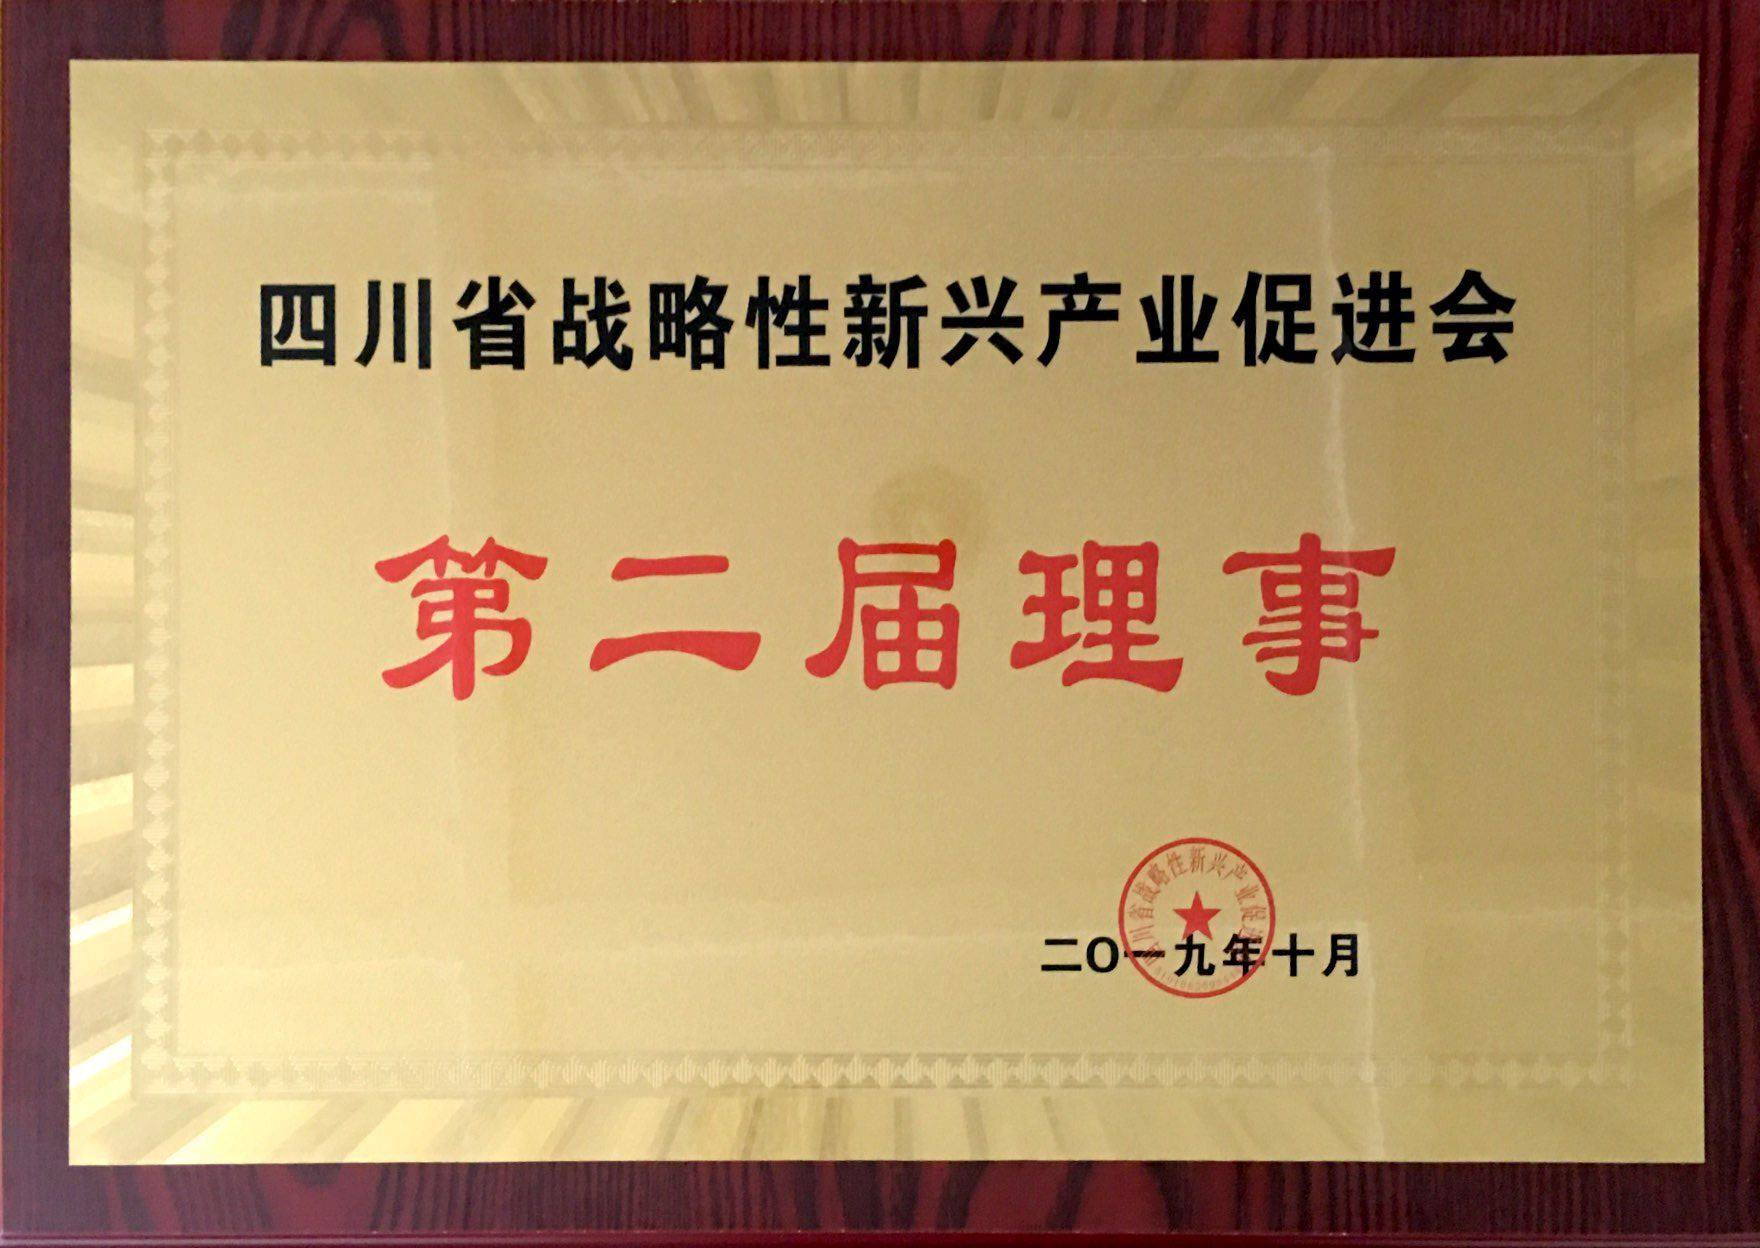 四川省战略性新兴产业促进会
第二届理事
四川省战略性新兴产业促进会
二〇一九年十月